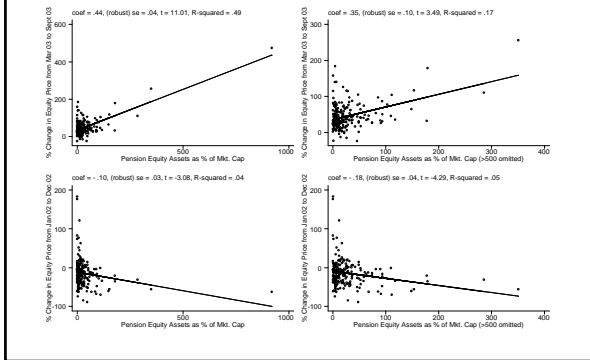 coef = .44, (robust) se = .04, t = 11.01, R-squared = .49
% Change in Equity Price from Mar 03 to Sept 03
600
400
200
0
0
500
1000
Pension Equity Assets as % of Mkt. Cap
coef = .35, (robust) se = .10, t = 3.49, R-squared = .17
% Change in Equity Price from Mar 03 to Sept 03
300
200
100
0
0
200
400
Pension Equity Assets as % of Mkt. Cap (>500 omitted)
coef = - .10, (robust) se = .03, t = -3.08, R-squared = .04
% Change in Equity Price from Jan 02 to Dec 02
200
100
0
-100
0
500
1000
Pension Equity Assets as % of Mkt. Cap
coef = - .18, (robust) se = .04, t = -4.29, R-squared = .05
% Change in Equity Price from Jan 02 to Dec 02
200
100
0
-100
0
100
200
300
400
Pension Equity Assets as % of Mkt. Cap (>500 omitted)